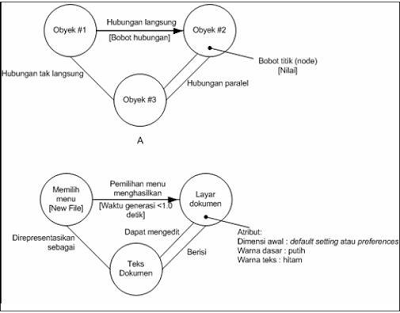 Hubungan langsung
Obyek #1
[Bobot hubungan]
Obyek #2
Bobot titik (node)
[Nilai]
Hubungan tak langsung
Hubungan paralel
Obyek #3
A
Memilih
menu
[New File]
Pemilihan menu
menghasilkan
[Waktu generasi <1.0
detik]
Layar
dokumen
Direpresentasikan
sebagai
Dapat mengedit
Berisi
Teks
Dokumen
Atribut:
Dimensi awal : default setting atau preferences
Warna dasar : putih
Warna teks : hitam